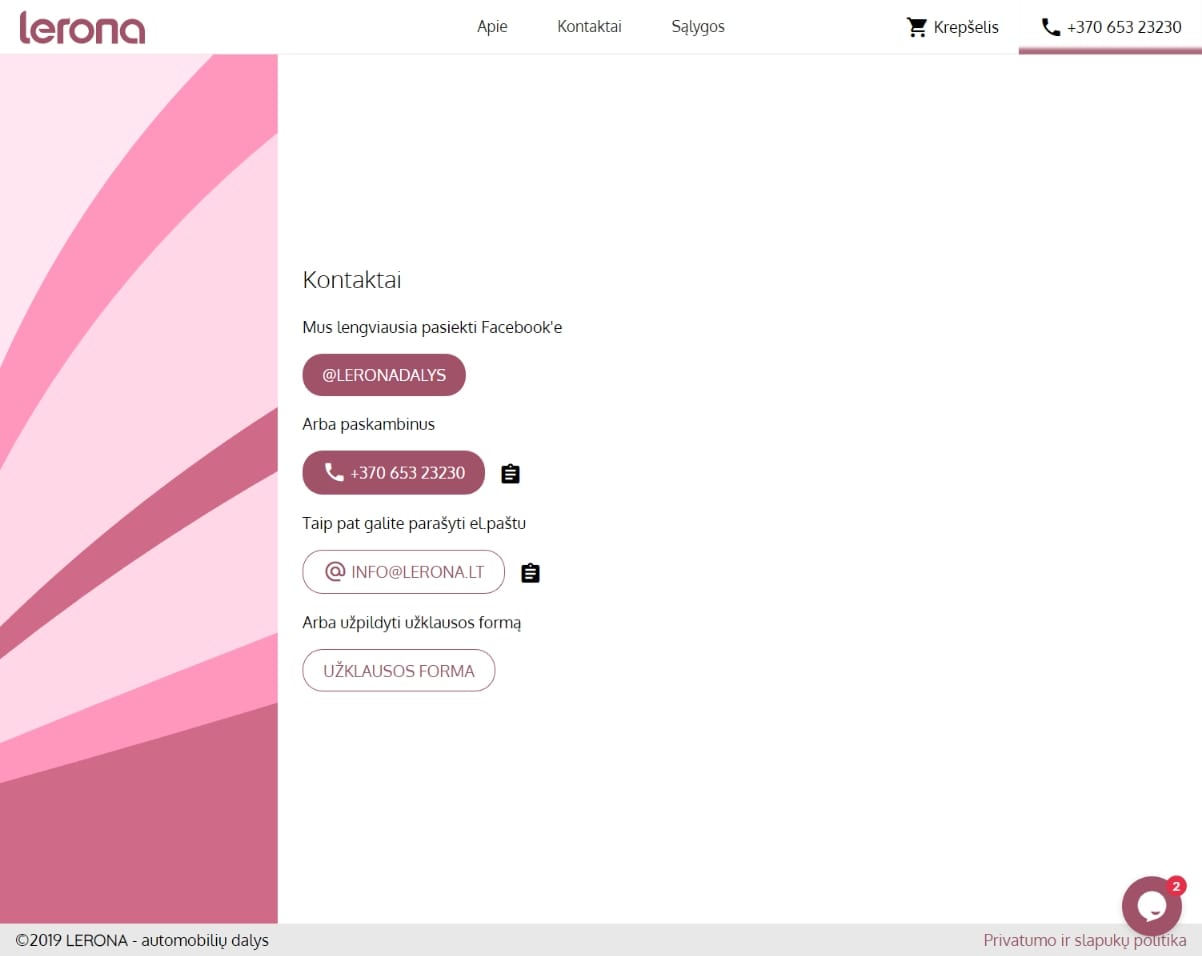 lerona
Apie
Kontaktai
Sąlygos
Krepšelis
+370 653 23230
Kontaktai
Mus lengviausia pasiekti Facebook'e
@LERONADALYS
Arba paskambinus
+370 653 23230
Taip pat galite parašyti el.paštu
@ INFO@LERONA.LT
Arba užpildyti užklausos formą
UŽKLAUSOS FORMA
2
©2019 LERONA - automobilių dalys
Privatumo ir slapukų politika